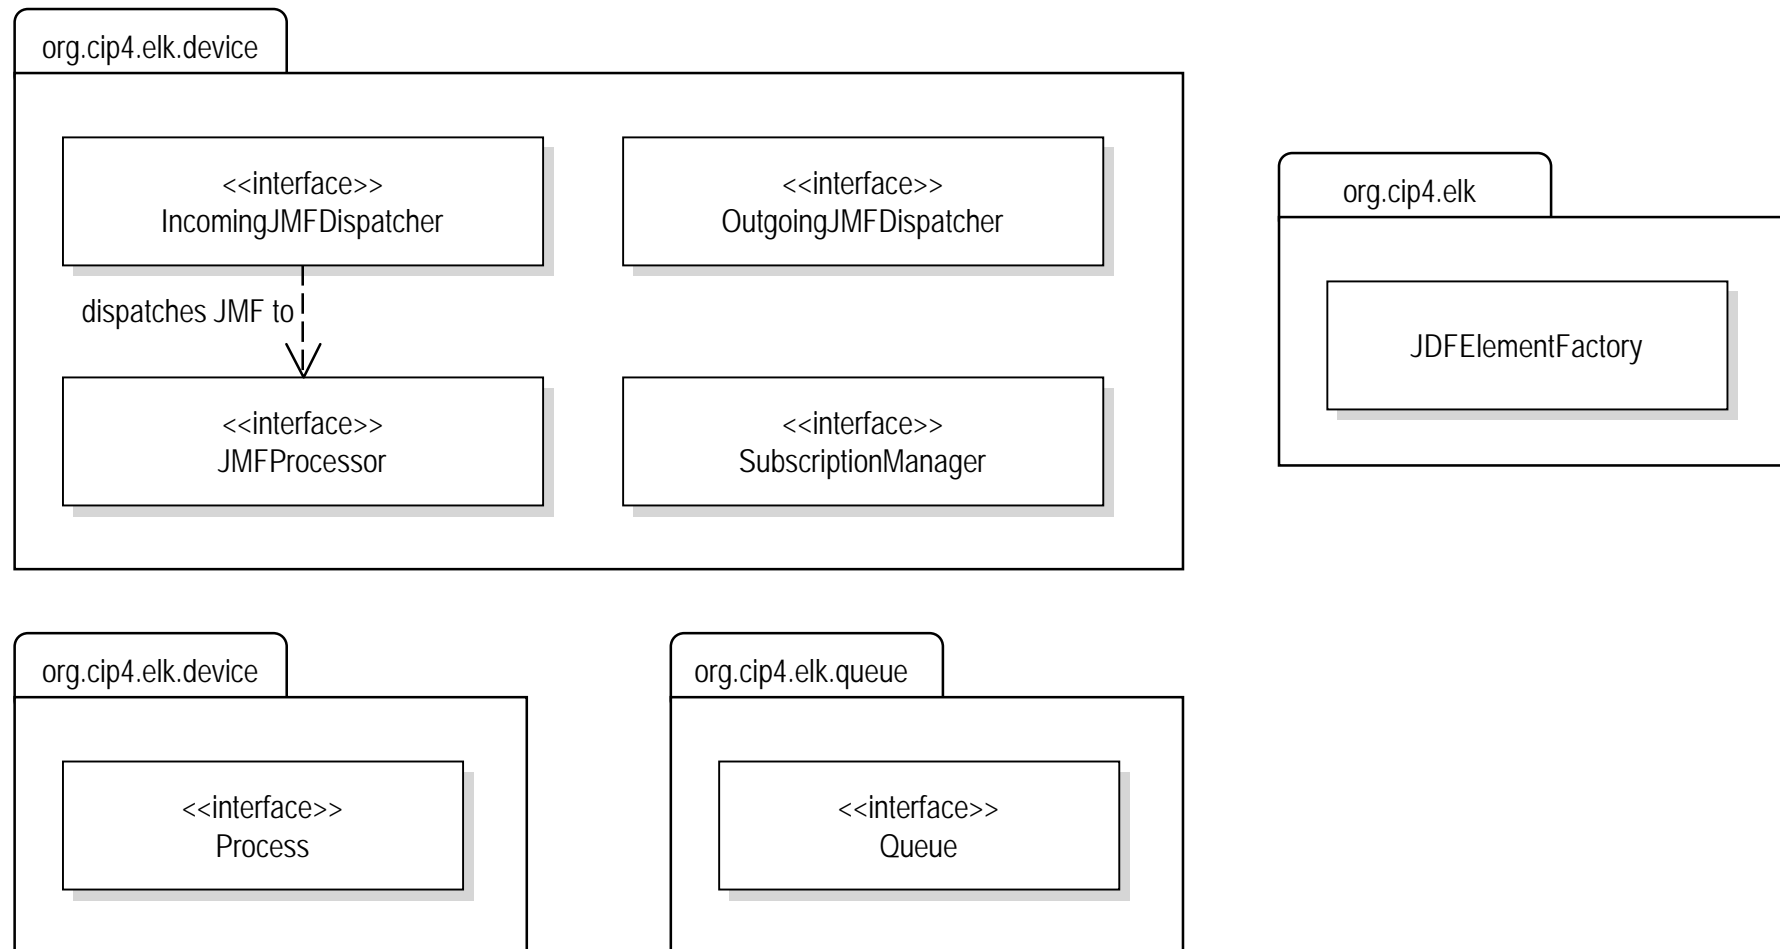 org.cip4.elk.device
<<interface>>
IncomingJMFDispatcher
<<interface>>
OutgoingJMFDispatcher
dispatches JMF to
<<interface>>
JMFProcessor
<<interface>>
SubscriptionManager
org.cip4.elk
JDFElementFactory
org.cip4.elk.device
<<interface>>
Process
org.cip4.elk.queue
<<interface>>
Queue